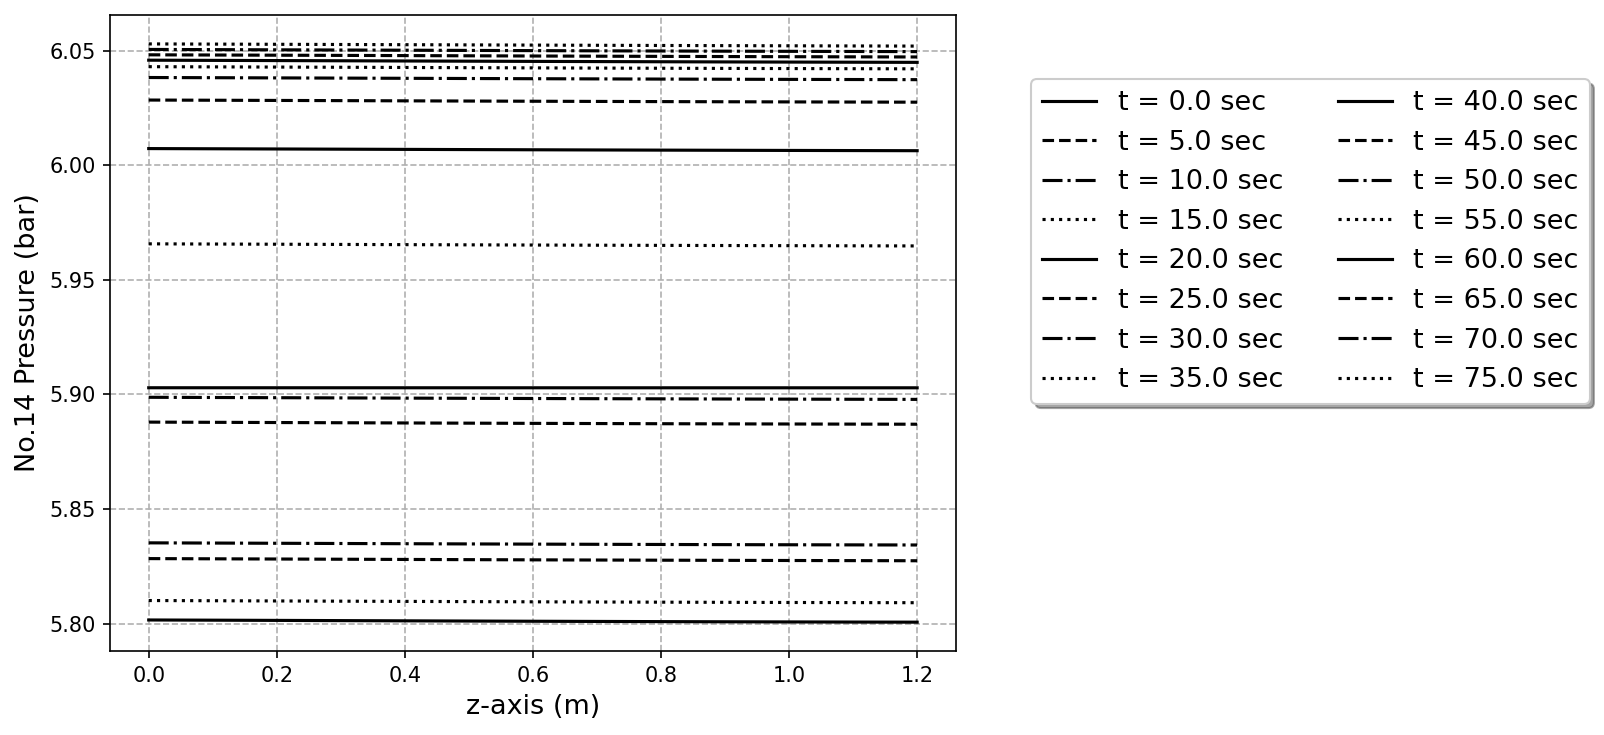 6.05
6.00
5.95
5.90
5.85
5.80
No.14 Pressure (bar)
0.0 0.2 0.4 0.6 0.8 1.0 1.2
z-axis (m)
t = 0.0 sec
t = 5.0 sec
t = 10.0 sec
t = 15.0 sec
t = 20.0 sec
t = 25.0 sec
t = 30.0 sec
t = 35.0 sec
t = 40.0 sec
t = 45.0 sec
t = 50.0 sec
t = 55.0 sec
t = 60.0 sec
t = 65.0 sec
t = 70.0 sec
t = 75.0 sec